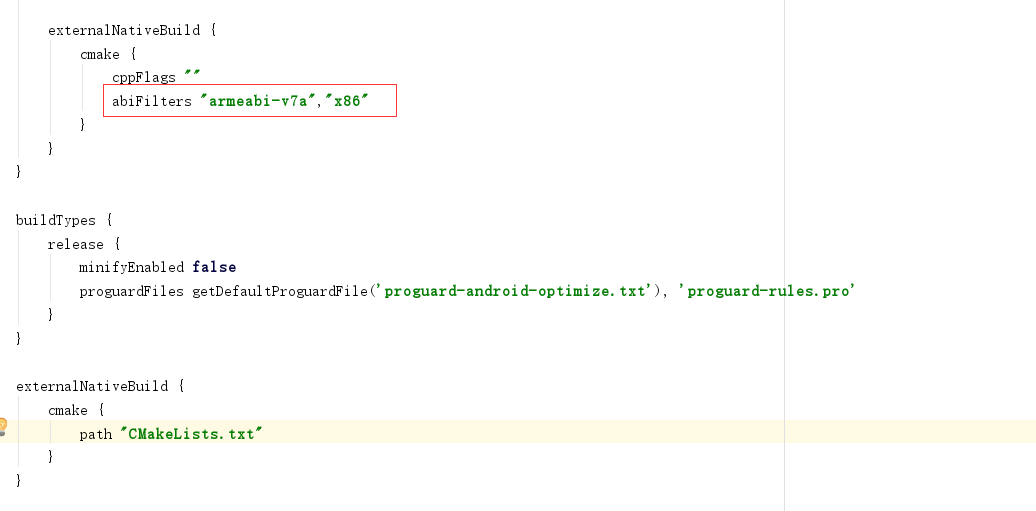 externalNativeBuild {
cmake {
cppFlags ""
abiFilters "armeabi-v7a","x86"
}
}
}
buildTypes {
release {
minifyEnabled false
proguardFiles getDefaultProguardFile('proguard-android-optimize.txt'), 'proguard-rules.pro'
}
}
externalNativeBuild {
cmake {
path "CMakeLists.txt"
}
}